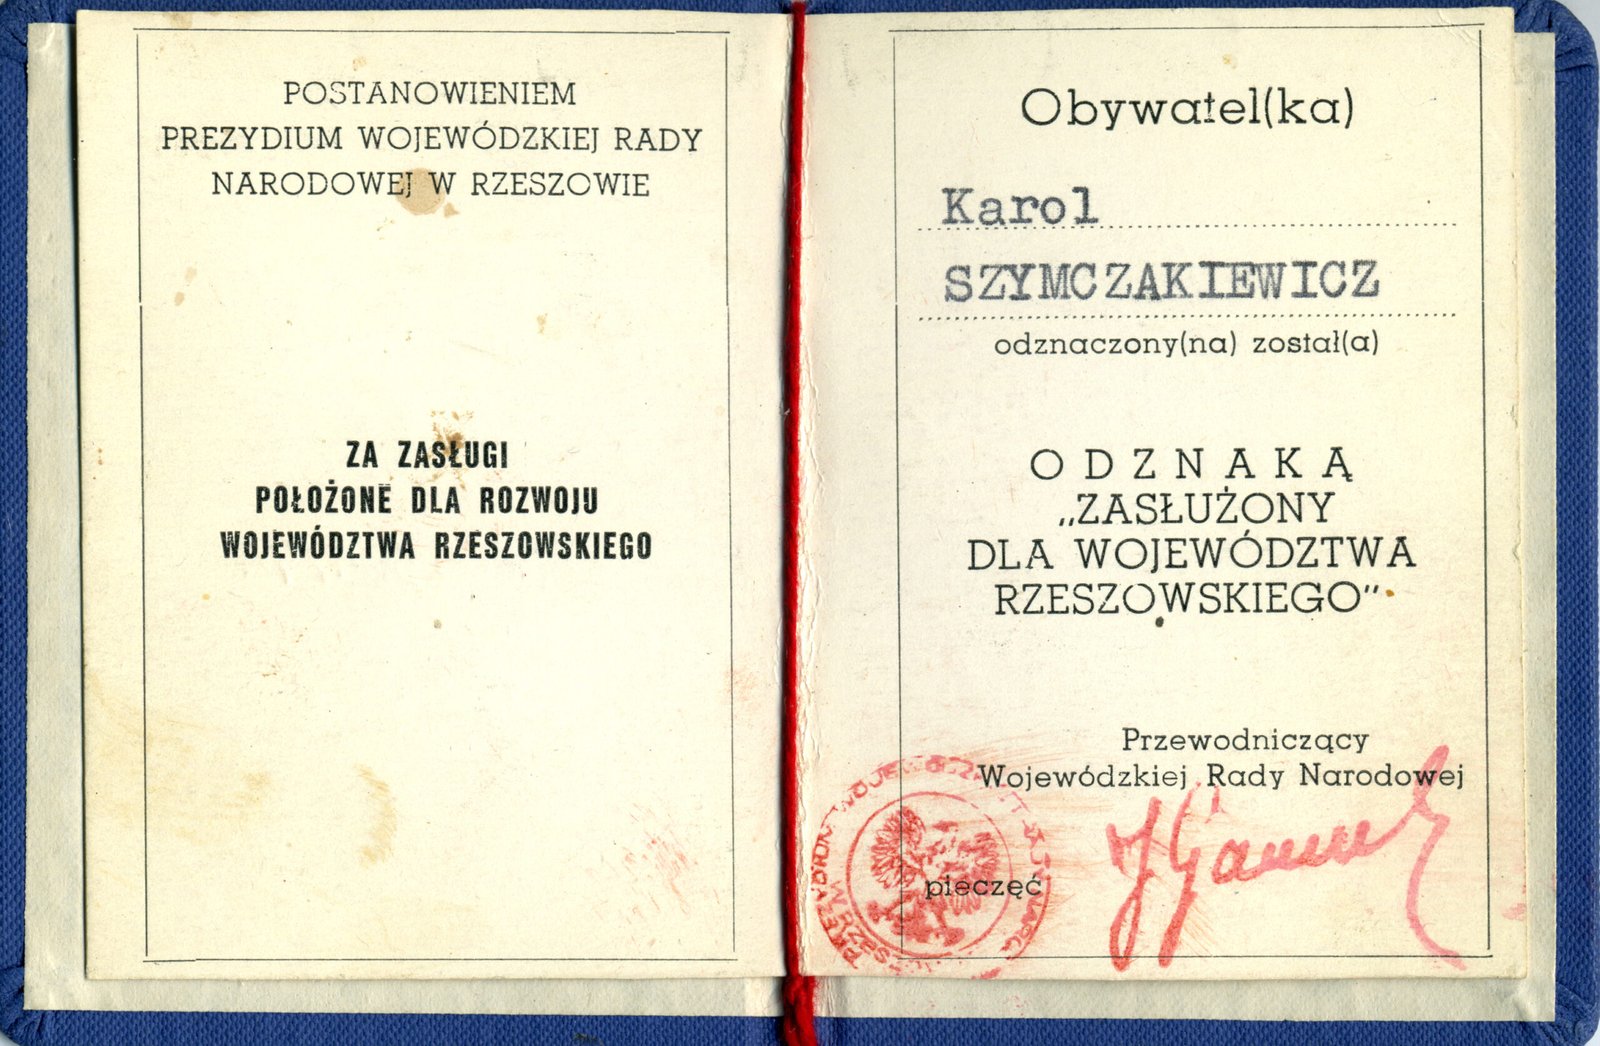 POSTANOWIENIEM
PREZYDIUM WOJEWÓDZKIEJ RADY
NARODOWEJ W RZESZOWIE
ZA ZASŁUGI
POŁOŻONE DLA ROZWOJU
WOJEWÓDZTWA RZESZOWSKIEGO
Obywatel(ka)
Karol
SZYMCZAKIEWICZ
odznaczony(na) został(a)
ODZNAKĄ
„ZASŁUŻONY
DLA WOJEWÓDZTWA
RZESZOWSKIEGO”
Przewodniczący
Wojewódzkiej Rady Narodowej
pieczęć